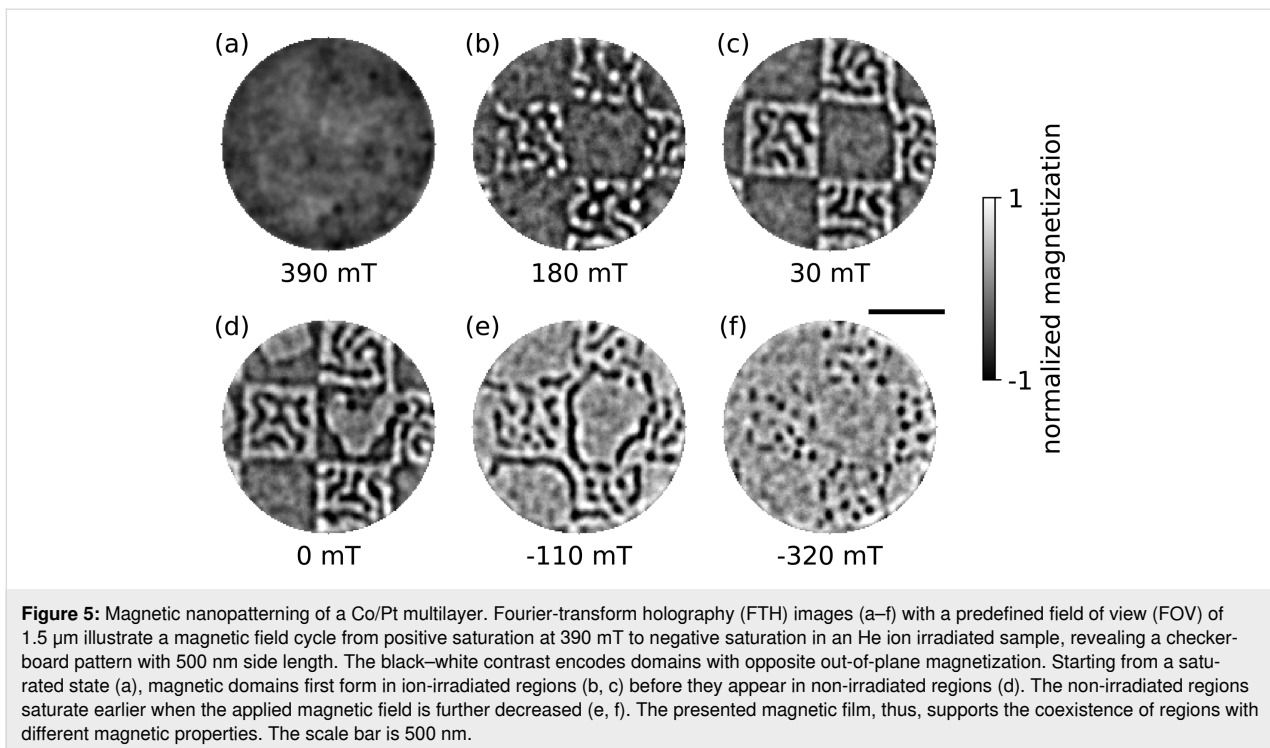 (a)
(b)
(c)
390 mT
180 mT
30 mT
(d)
(e)
(f)
0 mT
-110 mT
-320 mT
1
-1
normalized magnetization
Figure 5: Magnetic nanopatterning of a Co/Pt multilayer. Fourier-transform holography (FTH) images (a–f) with a predefined field of view (FOV) of
1.5 μm illustrate a magnetic field cycle from positive saturation at 390 mT to negative saturation in an He ion irradiated sample, revealing a checker-
board pattern with 500 nm side length. The black–white contrast encodes domains with opposite out-of-plane magnetization. Starting from a satu-
rated state (a), magnetic domains first form in ion-irradiated regions (b, c) before they appear in non-irradiated regions (d). The non-irradiated regions
saturate earlier when the applied magnetic field is further decreased (e, f). The presented magnetic film, thus, supports the coexistence of regions with
different magnetic properties. The scale bar is 500 nm.